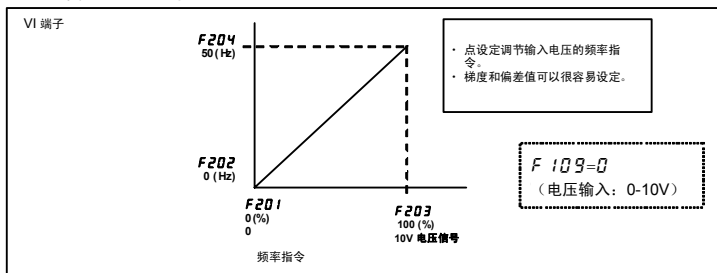 VI 端子
F204
50 (Hz)
· 点设定调节输入电压的频率指
令。
· 梯度和偏差值可以很容易设定。
F202
0 (Hz)
F109=0
（电压输入：0-10V）
F201
0 (%)
0
F203
100 (%)
10V 电压信号
频率指令